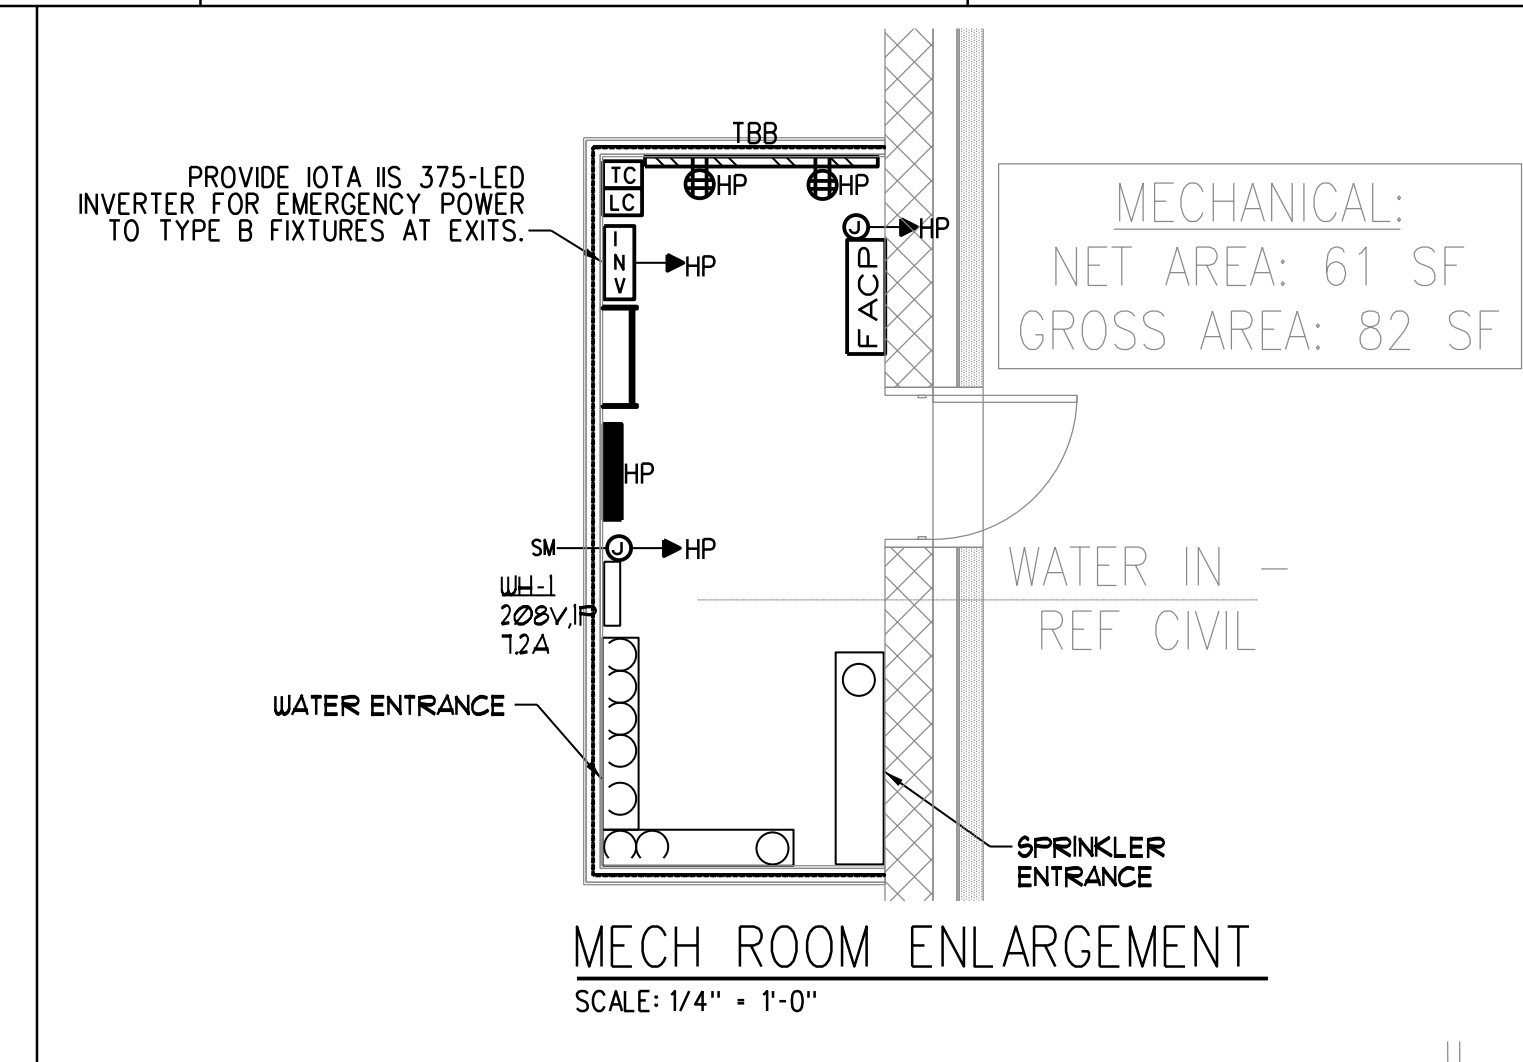 TBB
PROVIDE IOTA IIS 375-LED
INVERTER FOR EMERGENCY POWER
TO TYPE B FIXTURES AT EXITS.
TC
LC
HP
HP
J
HP
INV
HP
FACP
MECHANICAL:
NET AREA: 61 SF
GROSS AREA: 82 SF
HP
SM
J
HP
WH-1
208V,1P
7.2A
WATER IN -
REF CIVIL
WATER ENTRANCE
SPRINKLER
ENTRANCE
MECH ROOM ENLARGEMENT
SCALE: 1/4" = 1'-0"